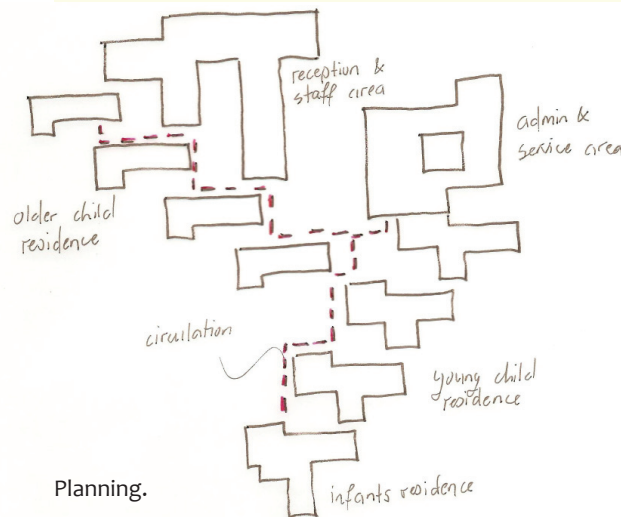 reception &
staff area
admin &
service area
older child
residence
circulation
young child
residence
infants residence
Planning.